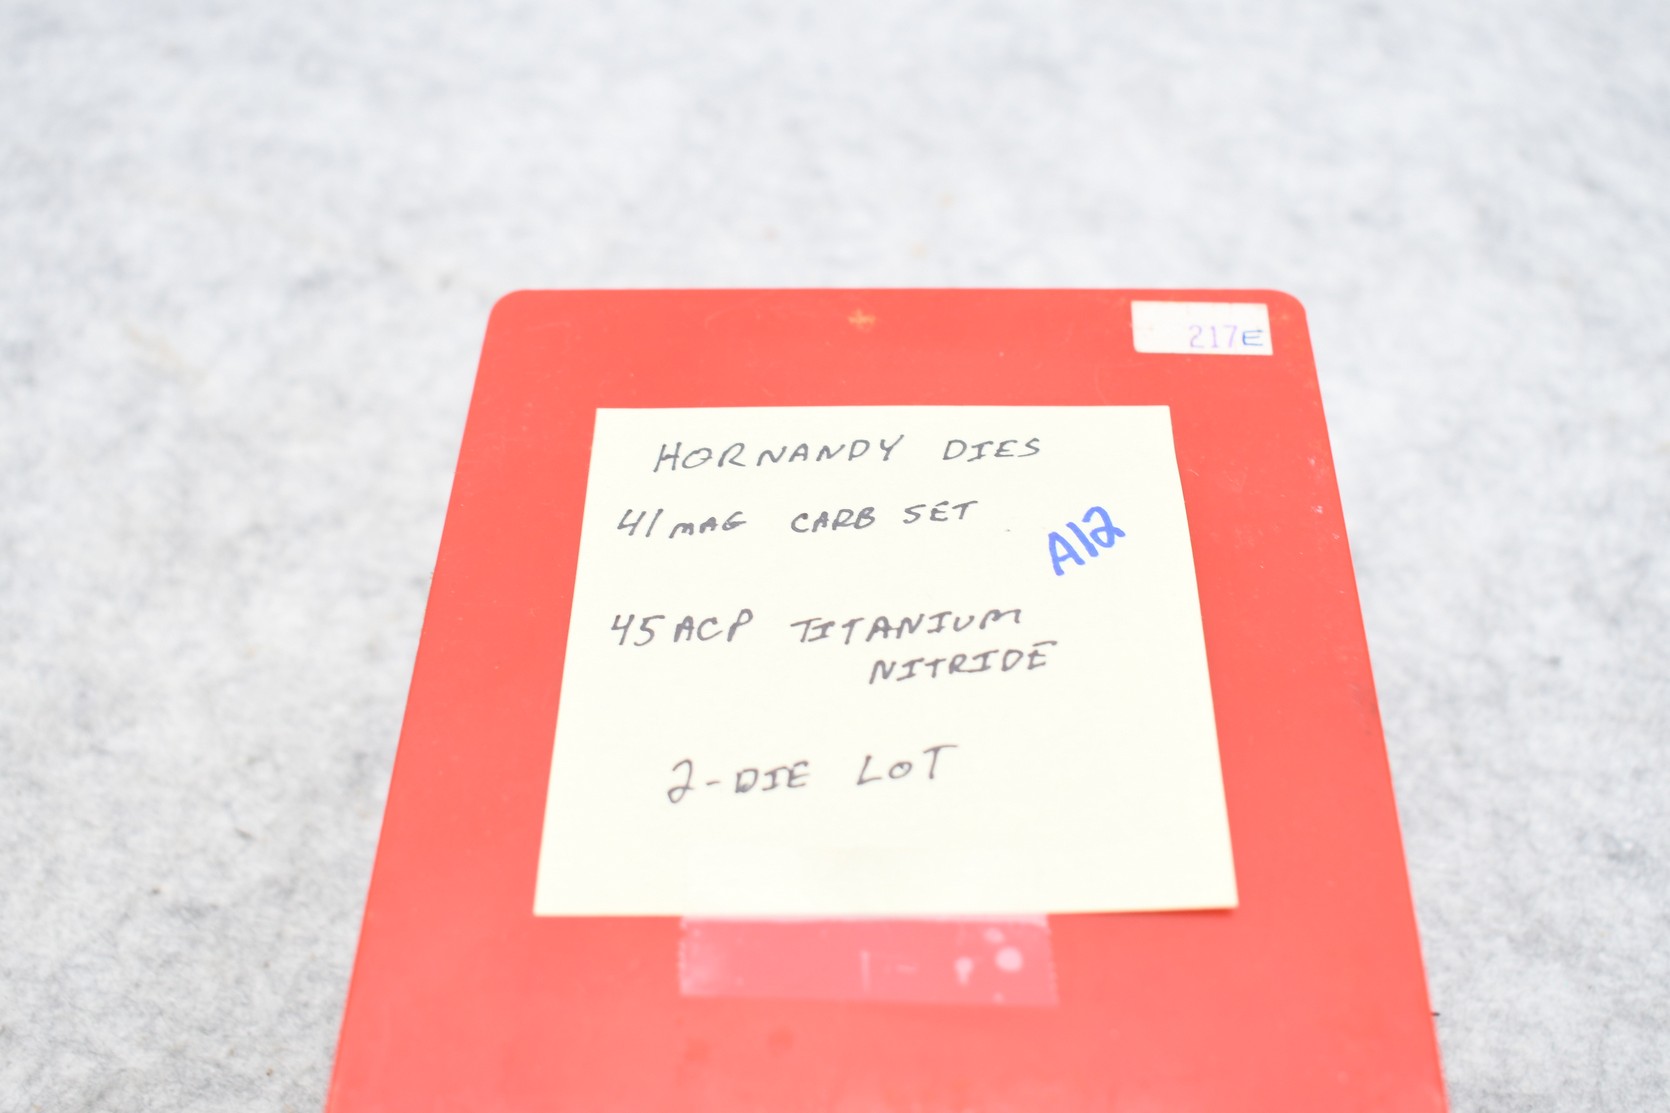 217E
HORNANDY DIES
41 MAG CARB SET
A12
45 ACP TITANIUM
NITRIDE
2-DIE LOT